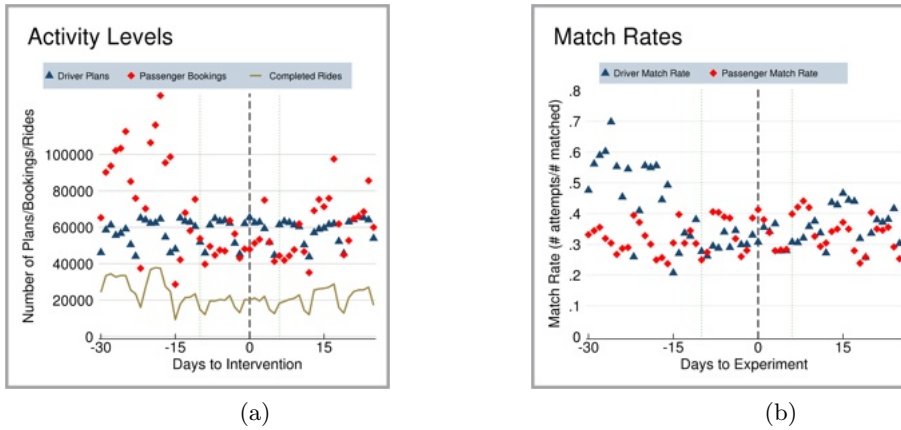 Activity Levels
Driver Plans Passenger Bookings Completed Rides
Number of Plans/Bookings/Rides
100000
80000
60000
40000
20000
0
-30 -15 0 15
Days to Intervention
(a)
Match Rates
Driver Match Rate Passenger Match Rate
Match Rate (# attempts/# matched)
.8
.7
.6
.5
.4
.3
.2
.1
0
-30 -15 0 15
Days to Experiment
(b)